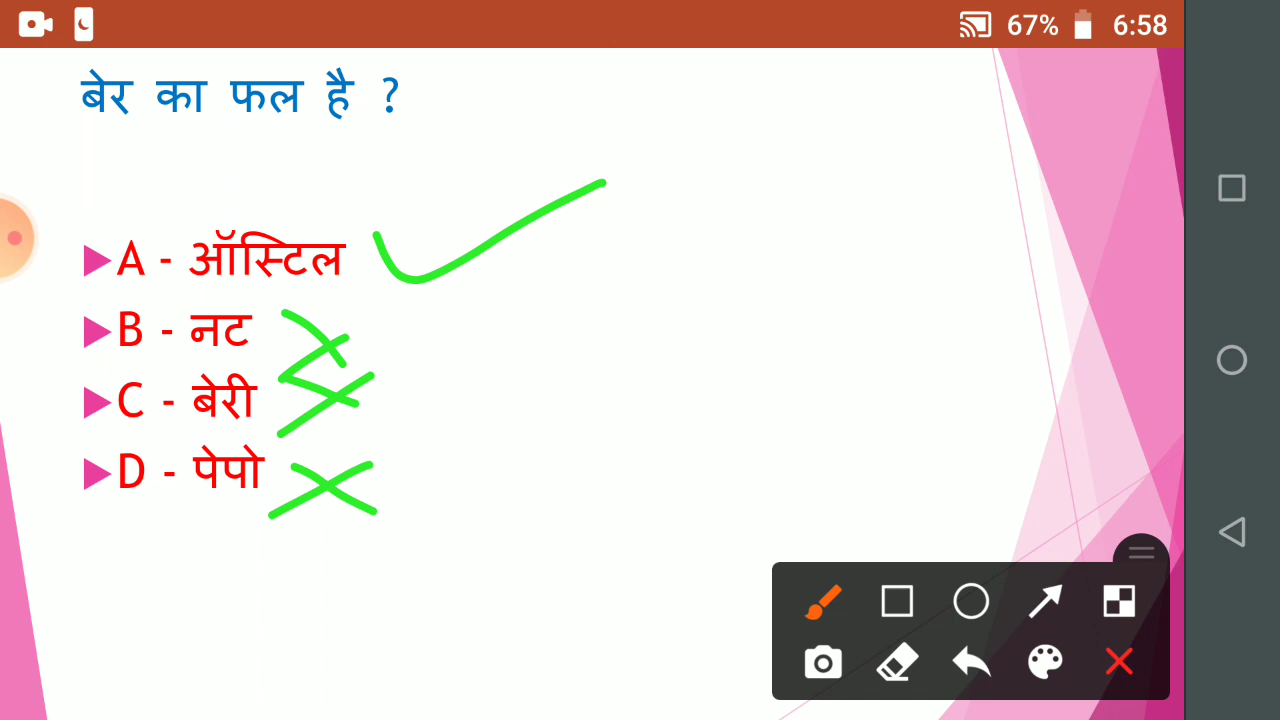 67% 6:58
बेर का फल है ?
A - ऑस्टिल
B - नट
C - बेरी
D - पेपो